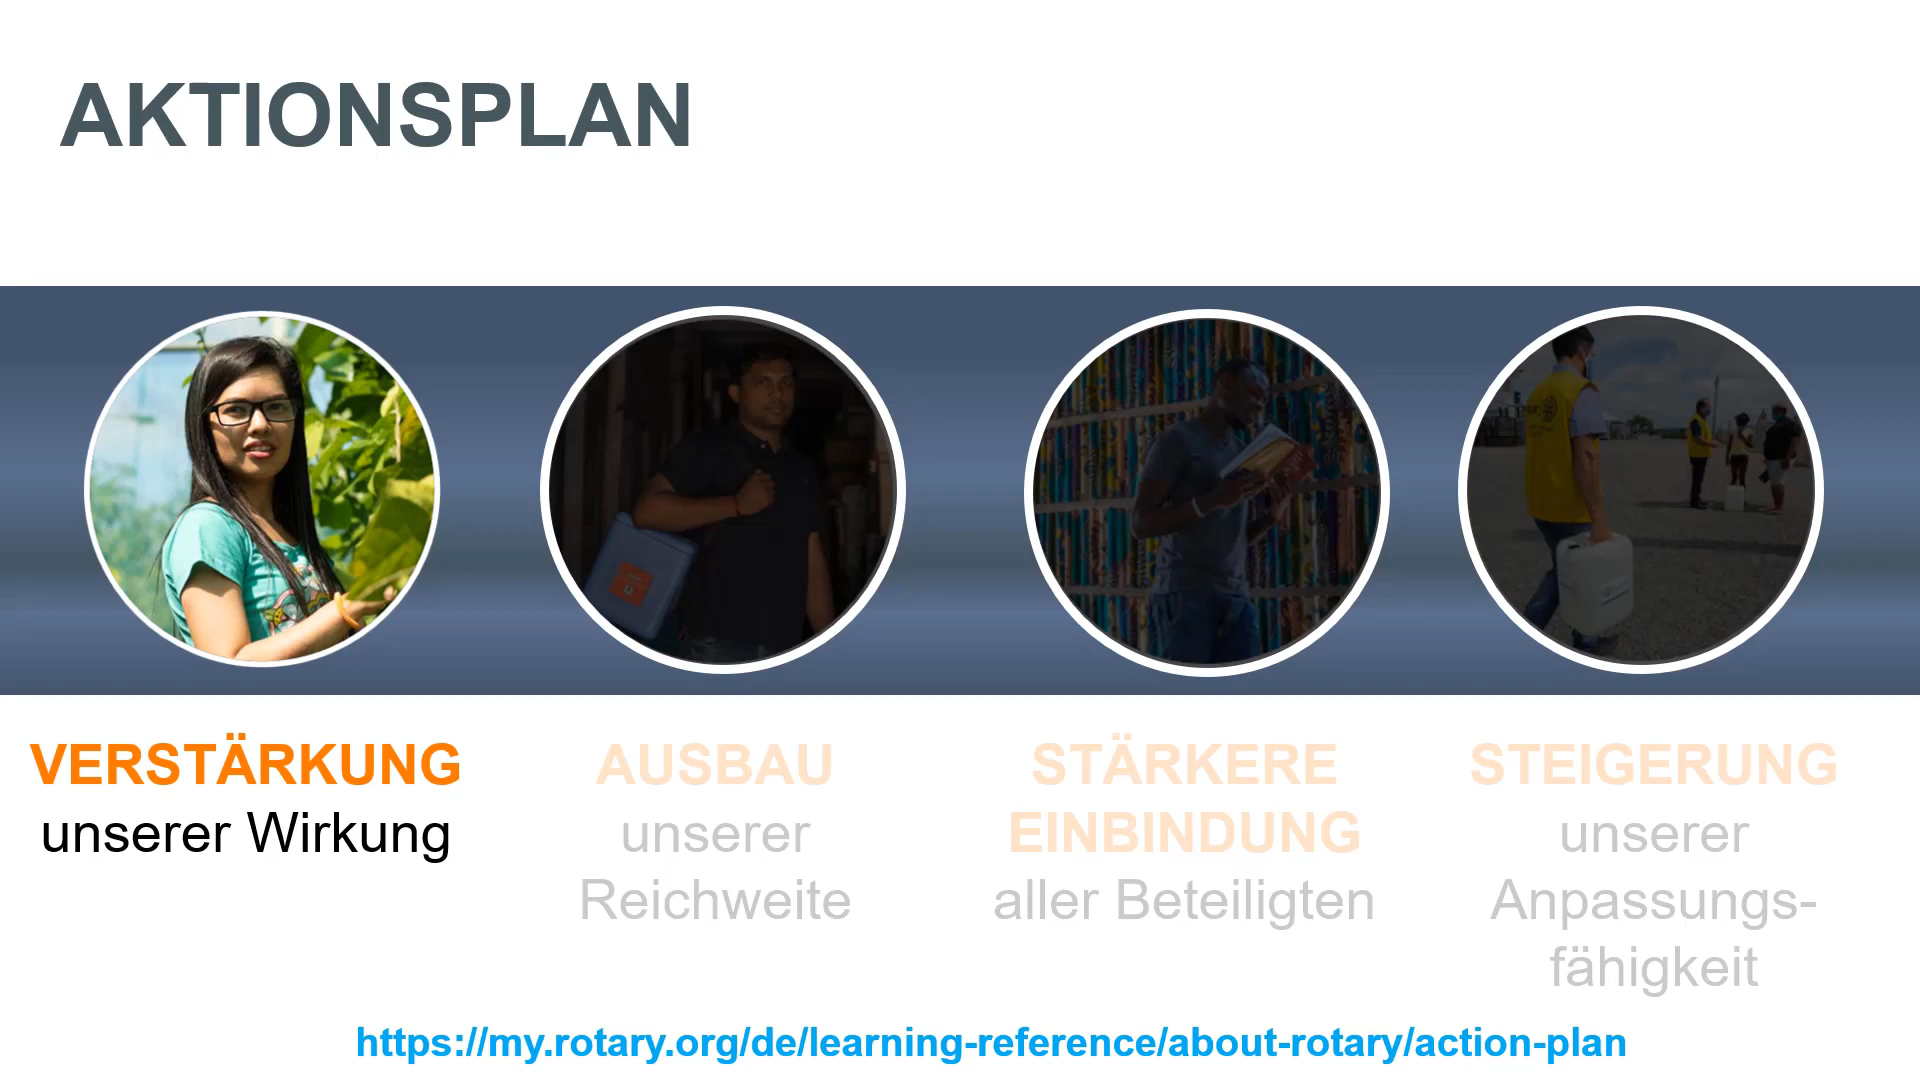 AKTIONSPLAN
VERSTÄRKUNG
unserer Wirkung
AUSBAU
unserer
Reichweite
STÄRKERE
EINBINDUNG
aller Beteiligten
STEIGERUNG
unserer
Anpassungs-
fähigkeit
https://my.rotary.org/de/learning-reference/about-rotary/action-plan